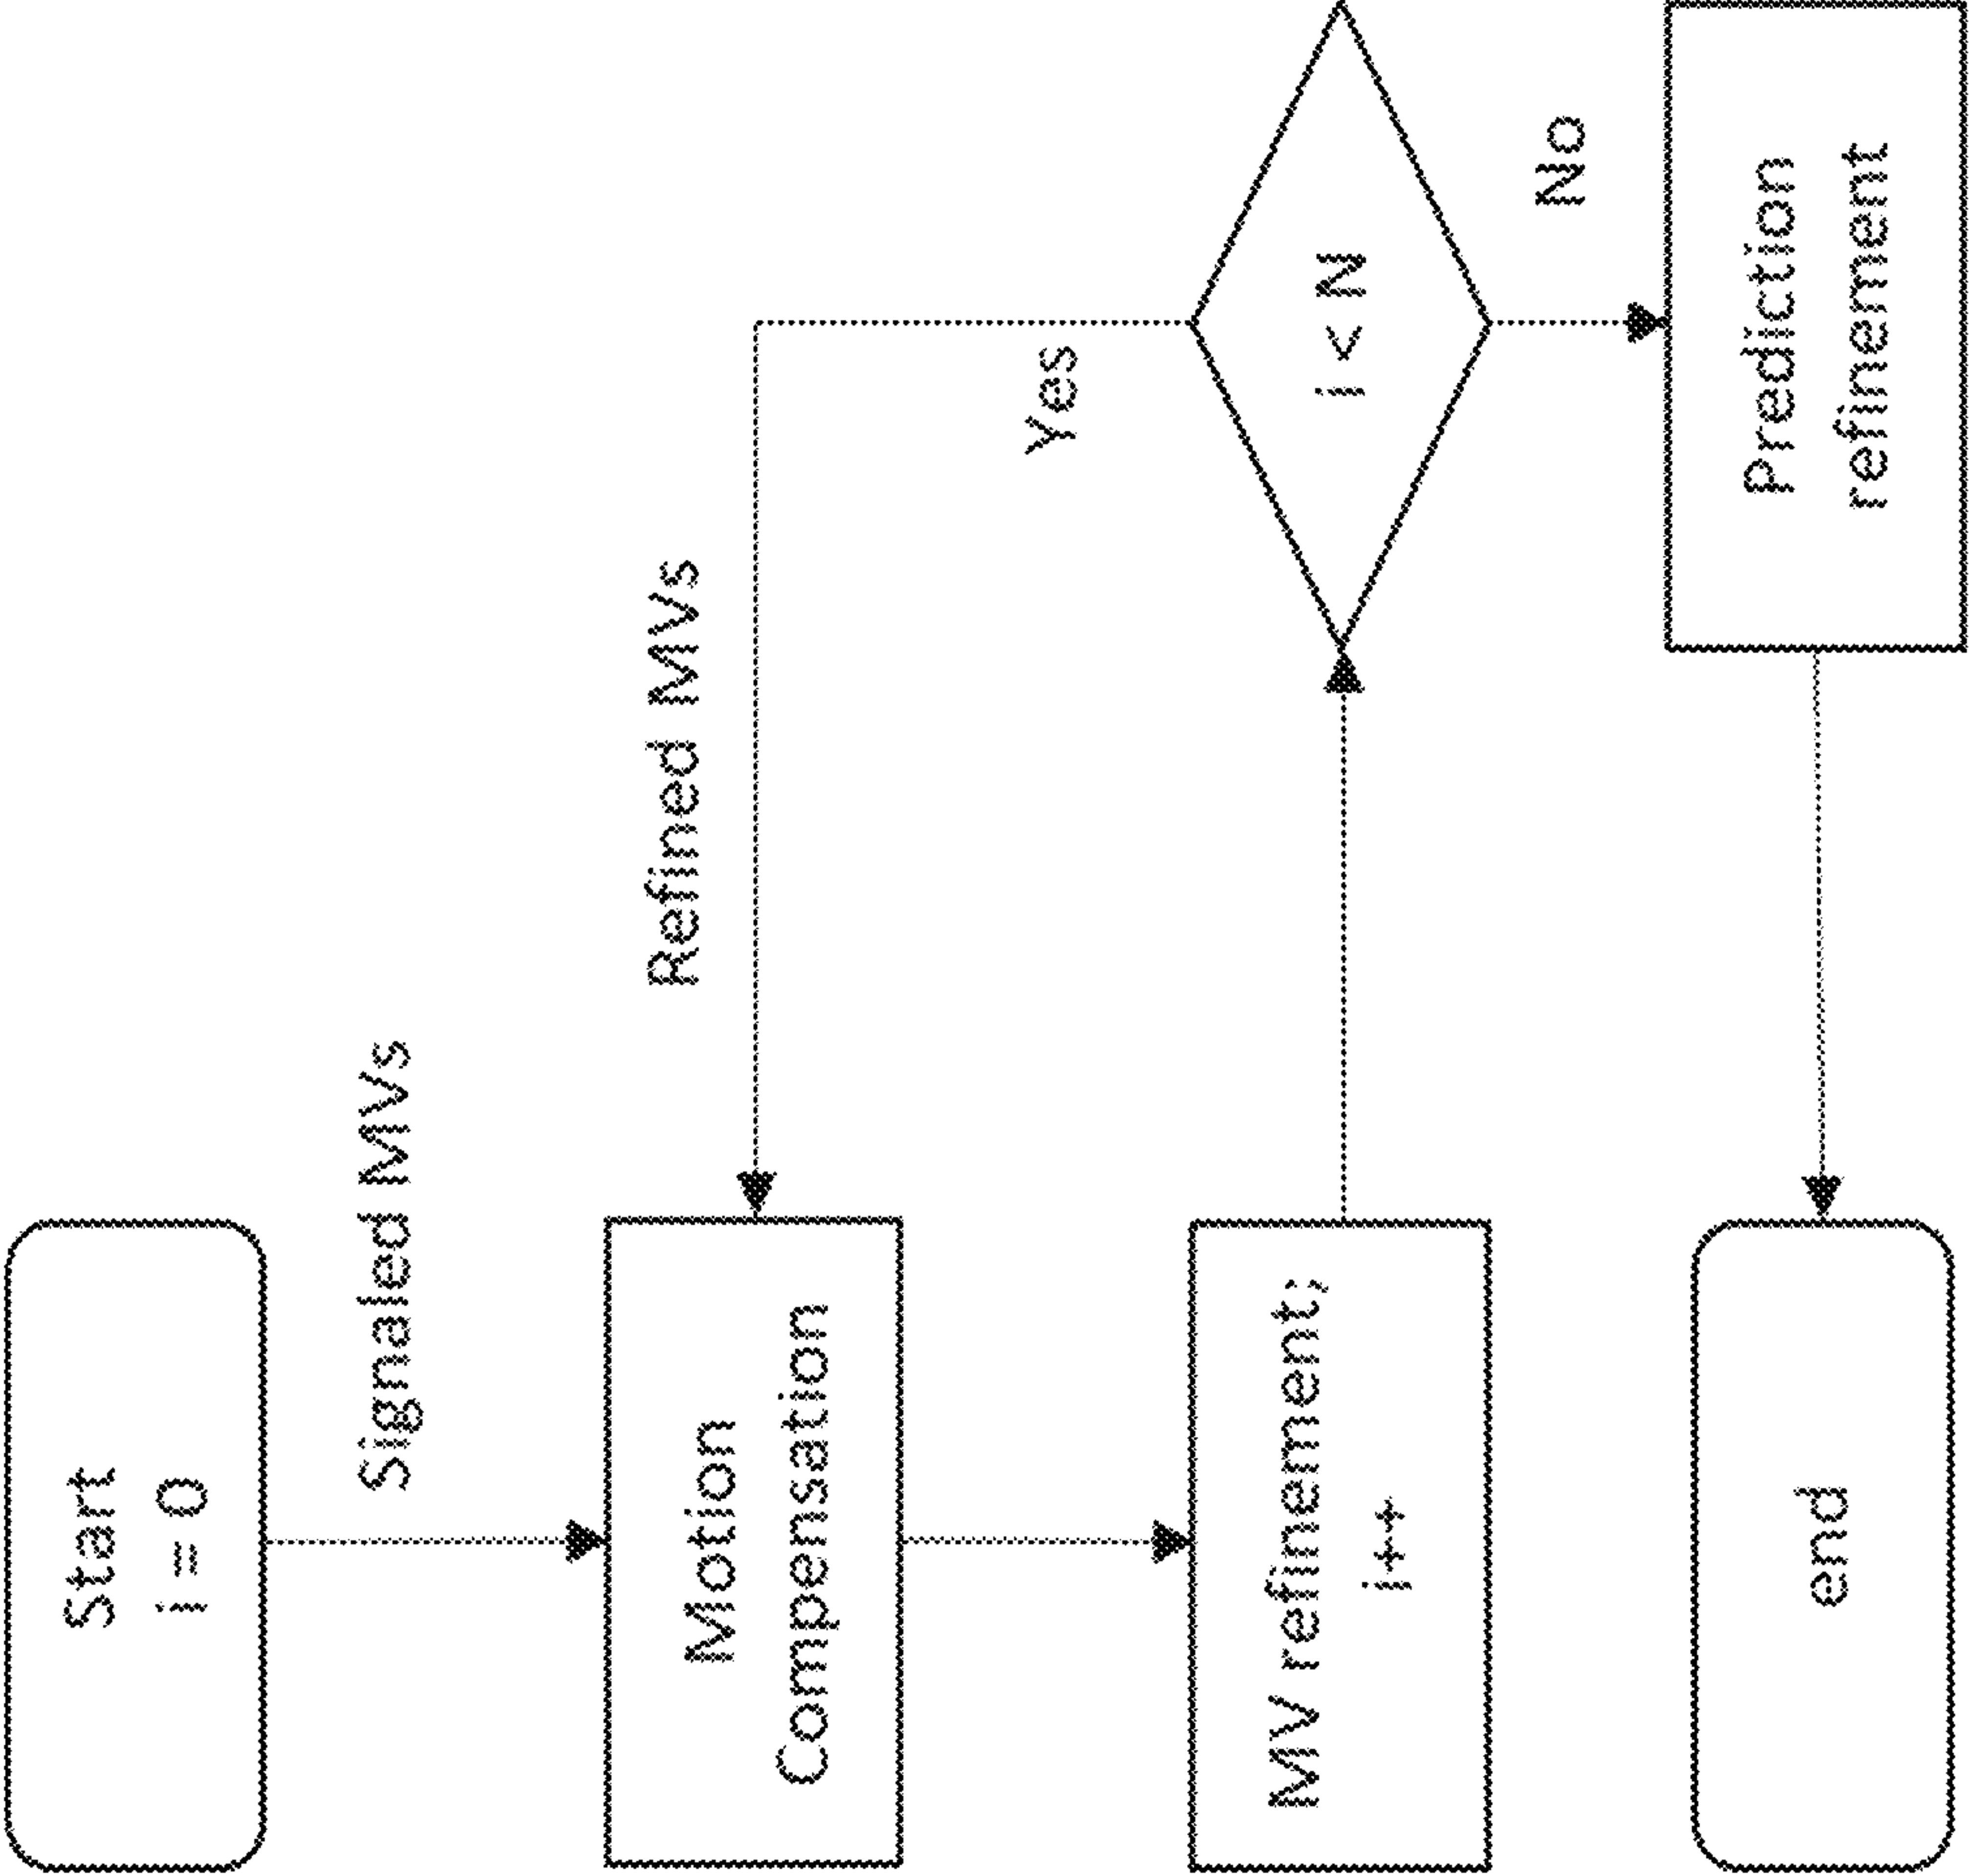 Start
i = 0
Signaled MVs
Motion
Compensation
Refined MVs
MV refinement;
i++
Yes
i < N
No
Prediction
refinement
end